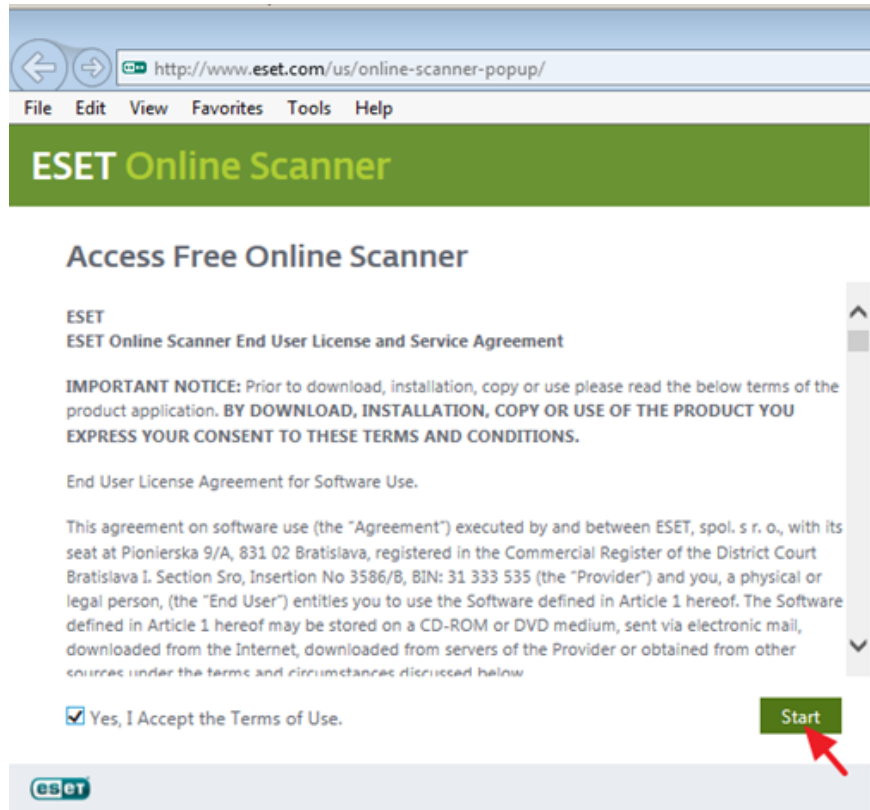 http://www.eset.com/us/online-scanner-popup/
File Edit View Favorites Tools Help
ESET Online Scanner
Access Free Online Scanner
ESET
ESET Online Scanner End User License and Service Agreement
IMPORTANT NOTICE: Prior to download, installation, copy or use please read the below terms of the
product application. BY DOWNLOAD, INSTALLATION, COPY OR USE OF THE PRODUCT YOU
EXPRESS YOUR CONSENT TO THESE TERMS AND CONDITIONS.
End User License Agreement for Software Use.
This agreement on software use (the "Agreement") executed by and between ESET, spol. s r. o., with its
seat at Pionierska 9/A, 831 02 Bratislava, registered in the Commercial Register of the District Court
Bratislava I. Section Sro, Insertion No 3586/B, BIN: 31 333 535 (the "Provider") and you, a physical or
legal person, (the "End User") entitles you to use the Software defined in Article 1 hereof. The Software
defined in Article 1 hereof may be stored on a CD-ROM or DVD medium, sent via electronic mail,
downloaded from the Internet, downloaded from servers of the Provider or obtained from other
sources under the terms and circumstances discussed below
Yes, I Accept the Terms of Use.
Start
eset